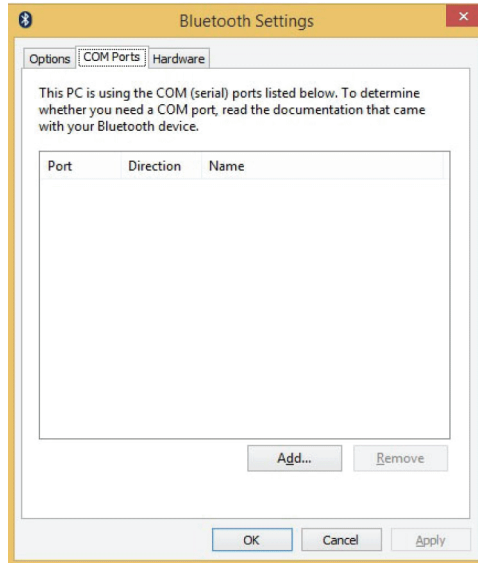 Bluetooth Settings
Options COM Ports Hardware
This PC is using the COM (serial) ports listed below. To determine
whether you need a COM port, read the documentation that came
with your Bluetooth device.
Port Direction Name
Add... Remove
OK Cancel Apply